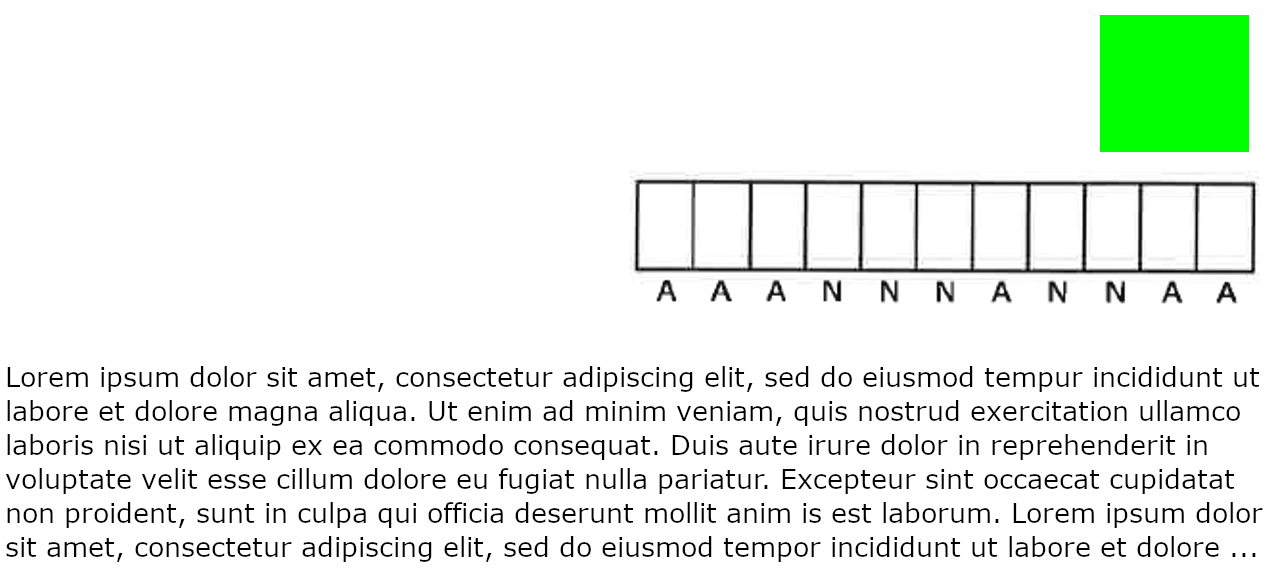 A A A N N N A N N A A
Lorem ipsum dolor sit amet, consectetur adipiscing elit, sed do eiusmod tempur incididunt ut
labore et dolore magna aliqua. Ut enim ad minim veniam, quis nostrud exercitation ullamco
laboris nisi ut aliquip ex ea commodo consequat. Duis aute irure dolor in reprehenderit in
voluptate velit esse cillum dolore eu fugiat nulla pariatur. Excepteur sint occaecat cupidatat
non proident, sunt in culpa qui officia deserunt mollit anim is est laborum. Lorem ipsum dolor
sit amet, consectetur adipiscing elit, sed do eiusmod tempor incididunt ut labore et dolore ...